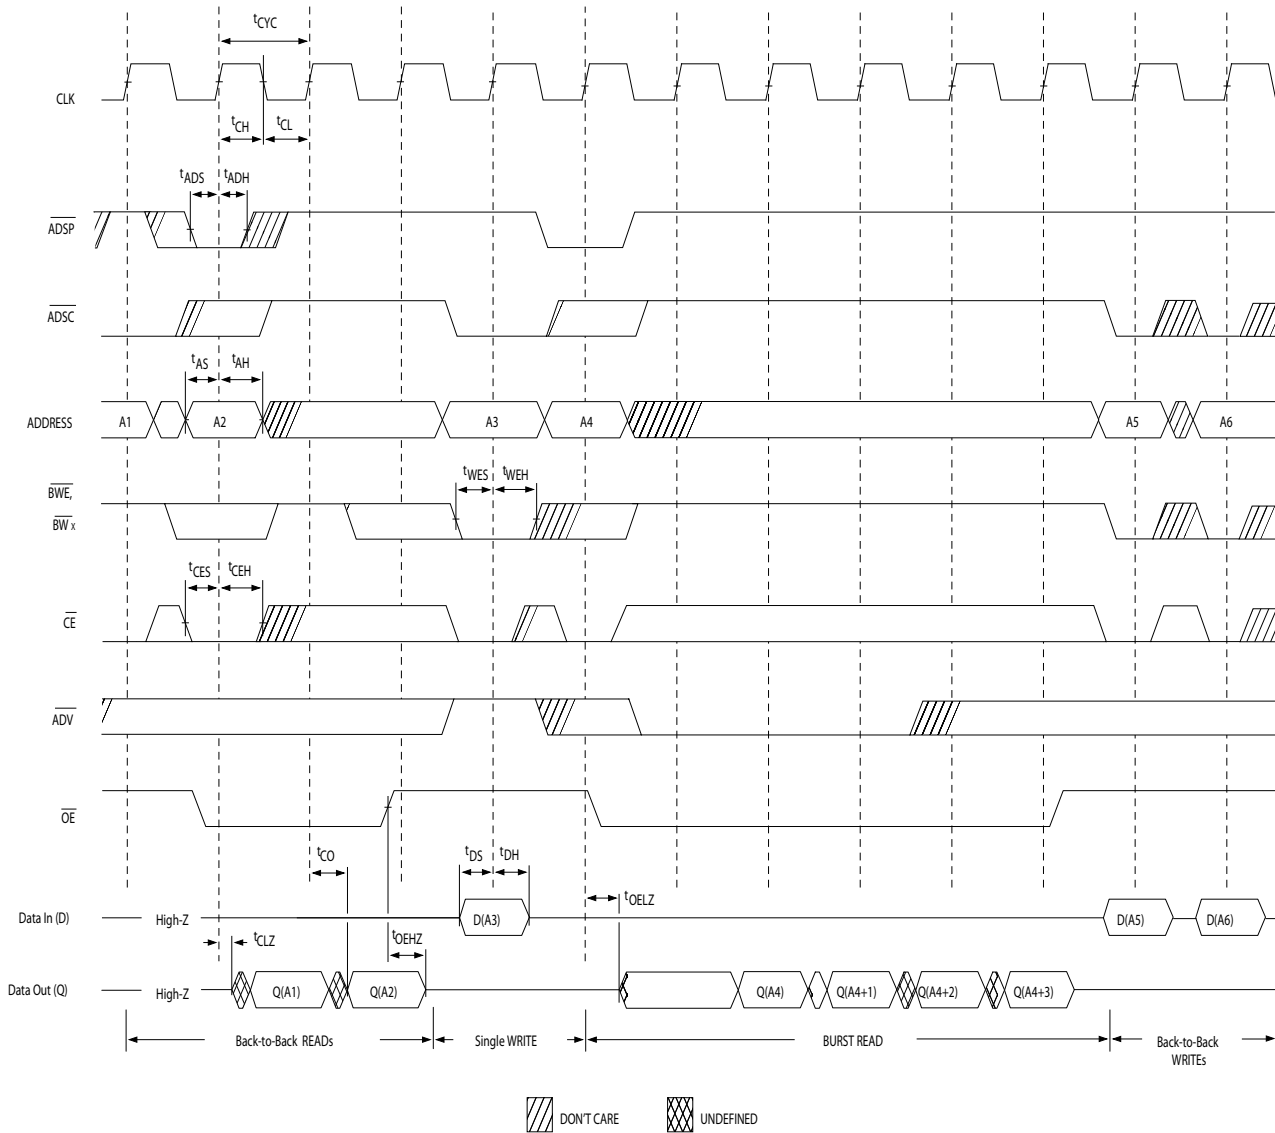 tCYC
CLK
tCH tCL
tADS tADH
ADSP
ADSC
tAS tAH
ADDRESS A1 A2 A3 A4 A5 A6
tWES tWEH
BWE,
BW x
tCES tCEH
CE
ADV
OE
tCO tDS tDH
tOELZ
Data In (D) High-Z D(A3) D(A5) D(A6)
tCLZ tOEHZ
Data Out (Q) High-Z Q(A1) Q(A2) Q(A4) Q(A4+1) Q(A4+2) Q(A4+3)
Back-to-Back READs Single WRITE BURST READ Back-to-Back
WRITEs
DON'T CARE UNDEFINED